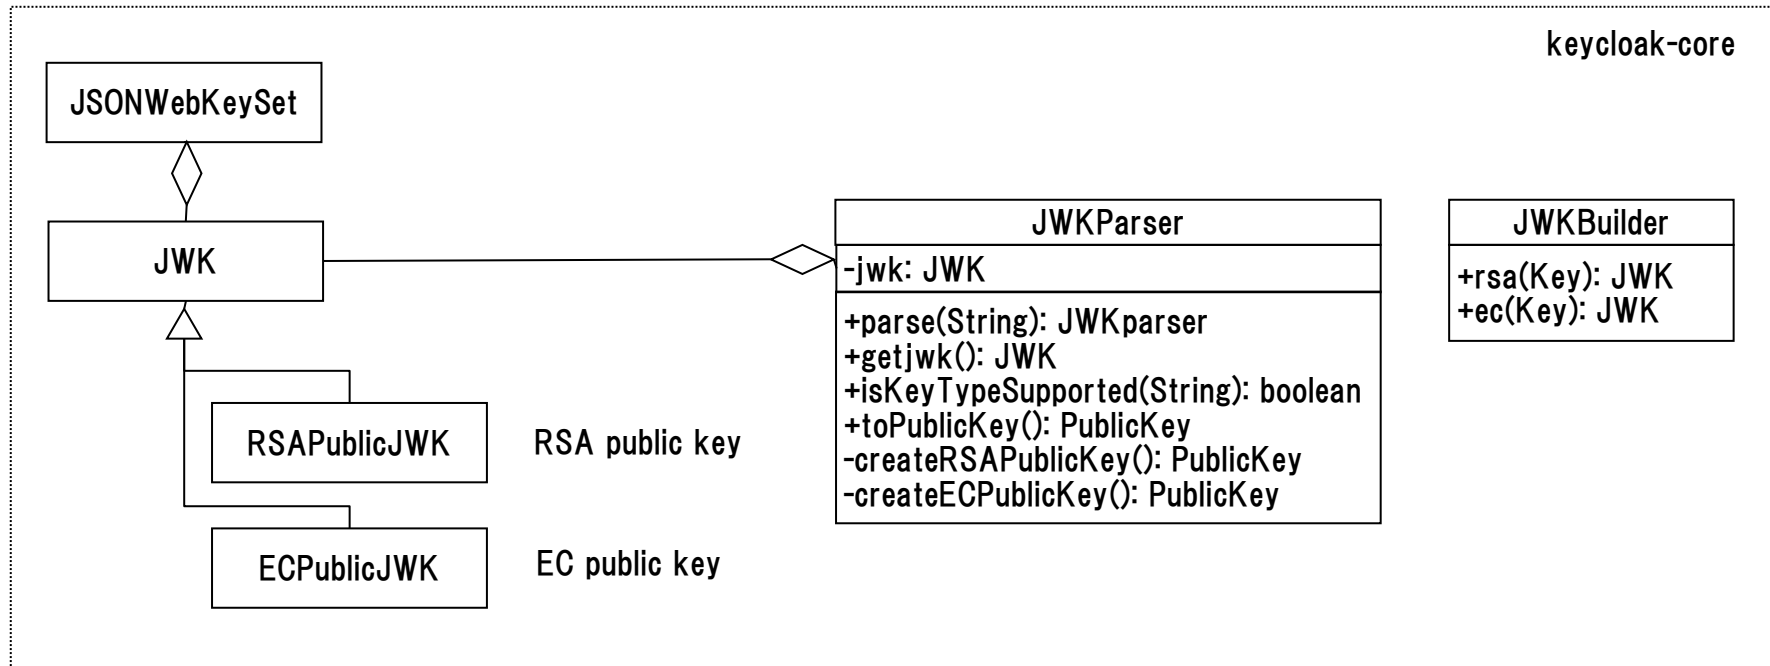 keycloak-core
JSONWebKeySet
JWK
JWKParser
-jwk: JWK
+parse(String): JWKparser
+getjwk(): JWK
+isKeyTypeSupported(String): boolean
+toPublicKey(): PublicKey
-createRSAPublicKey(): PublicKey
-createECPublicKey(): PublicKey
JWKBuilder
+rsa(Key): JWK
+ec(Key): JWK
RSAPublicJWK
RSA public key
ECPublicJWK
EC public key